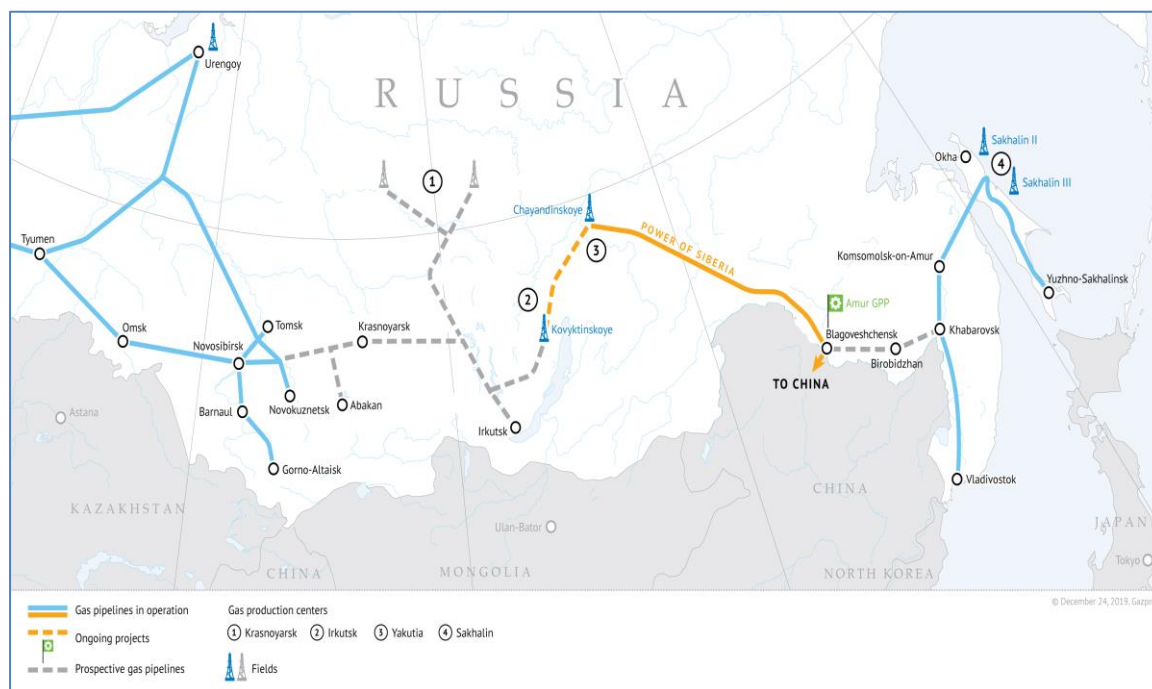 Urengoy
RUSSIA
1
Okha
Sakhalin II
4
Sakhalin III
Chayandinskoye
3
POWER OF SIBERIA
Tyumen
Komsomolsk-on-Amur
2
Yuzhno-Sakhalinsk
Amur GPP
Omsk
Tomsk
Krasnoyarsk
Kovyktinskoye
Blagoveshchensk
Khabarovsk
Novosibirsk
Birobidzhan
TO CHINA
Astana
Barnaul
Novokuznetsk
Abakan
Irkutsk
Gorno-Altaisk
Vladivostok
KAZAKHSTAN
CHINA
Ulan-Bator
JAPAN
Tokyo
CHINA
MONGOLIA
NORTH KOREA
© December 24, 2019. Gazpr
Gas pipelines in operation
Gas production centers
Ongoing projects
1 Krasnoyarsk 2 Irkutsk 3 Yakutia 4 Sakhalin
Prospective gas pipelines
Fields